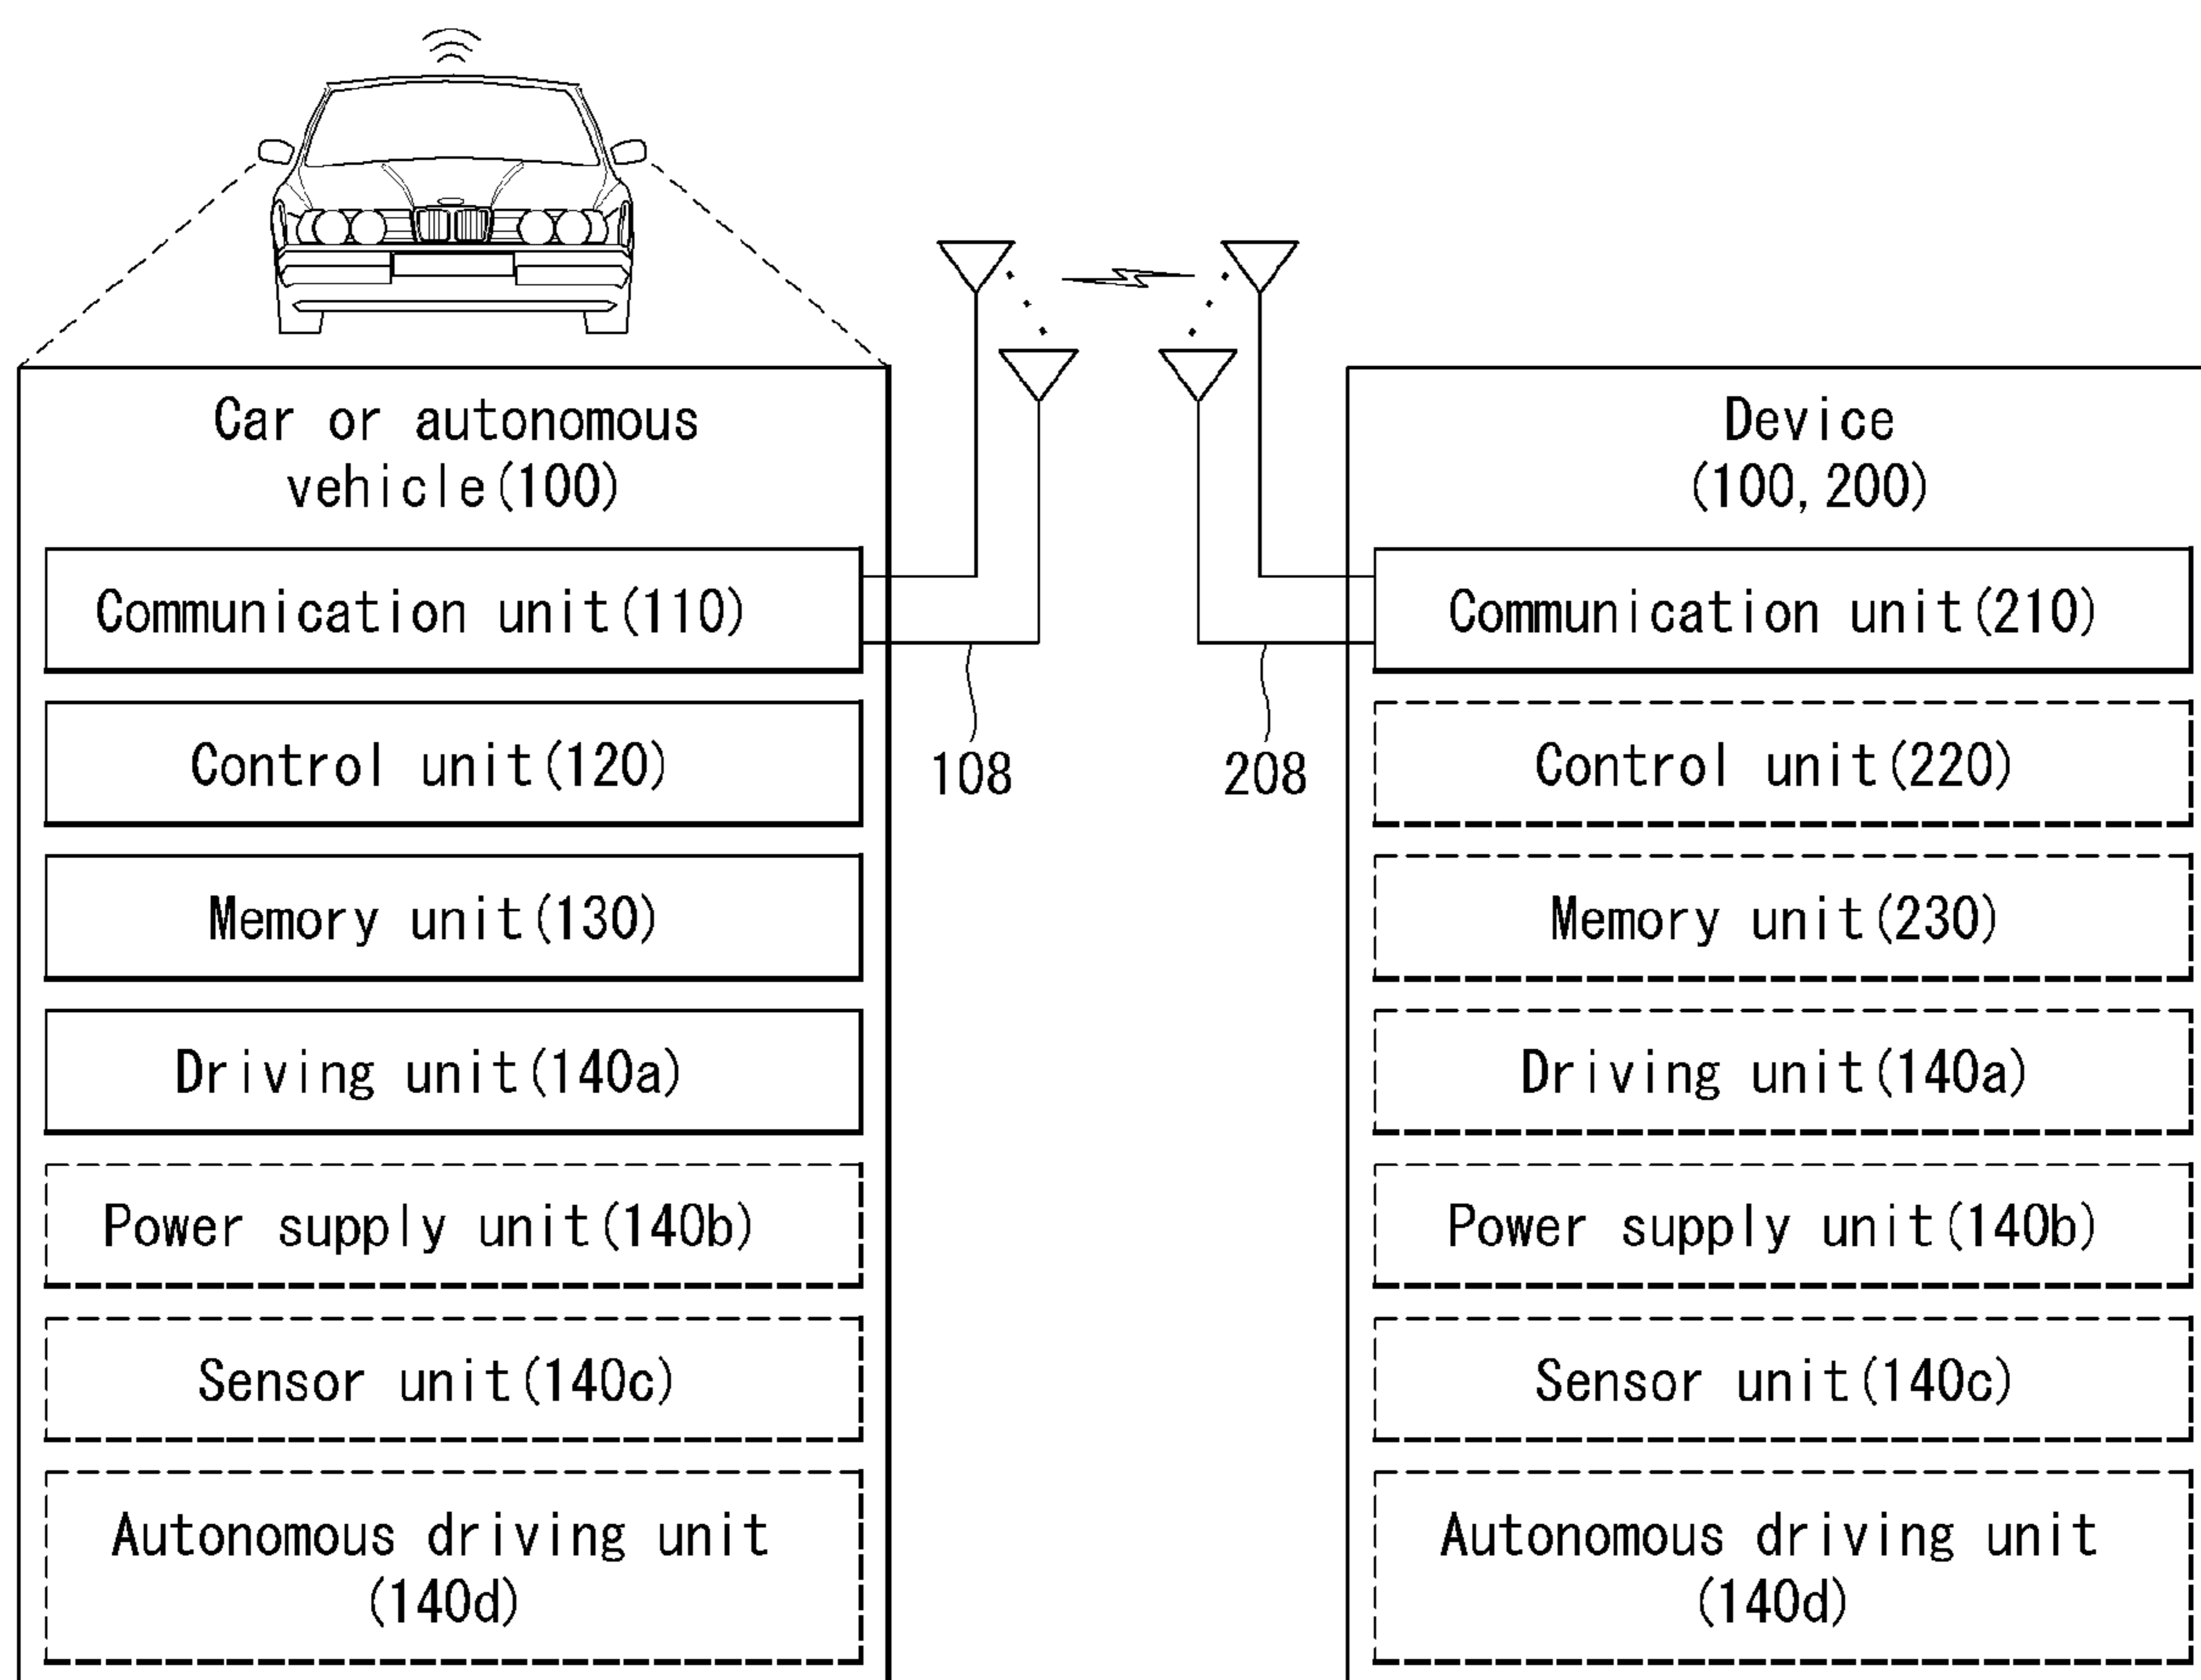 Car or autonomous
vehicle(100)
Communication unit(110)
Control unit(120)
Memory unit(130)
Driving unit(140a)
Power supply unit(140b)
Sensor unit(140c)
Autonomous driving unit
(140d)
108
208
Device
(100, 200)
Communication unit(210)
Control unit(220)
Memory unit(230)
Driving unit(140a)
Power supply unit(140b)
Sensor unit(140c)
Autonomous driving unit
(140d)